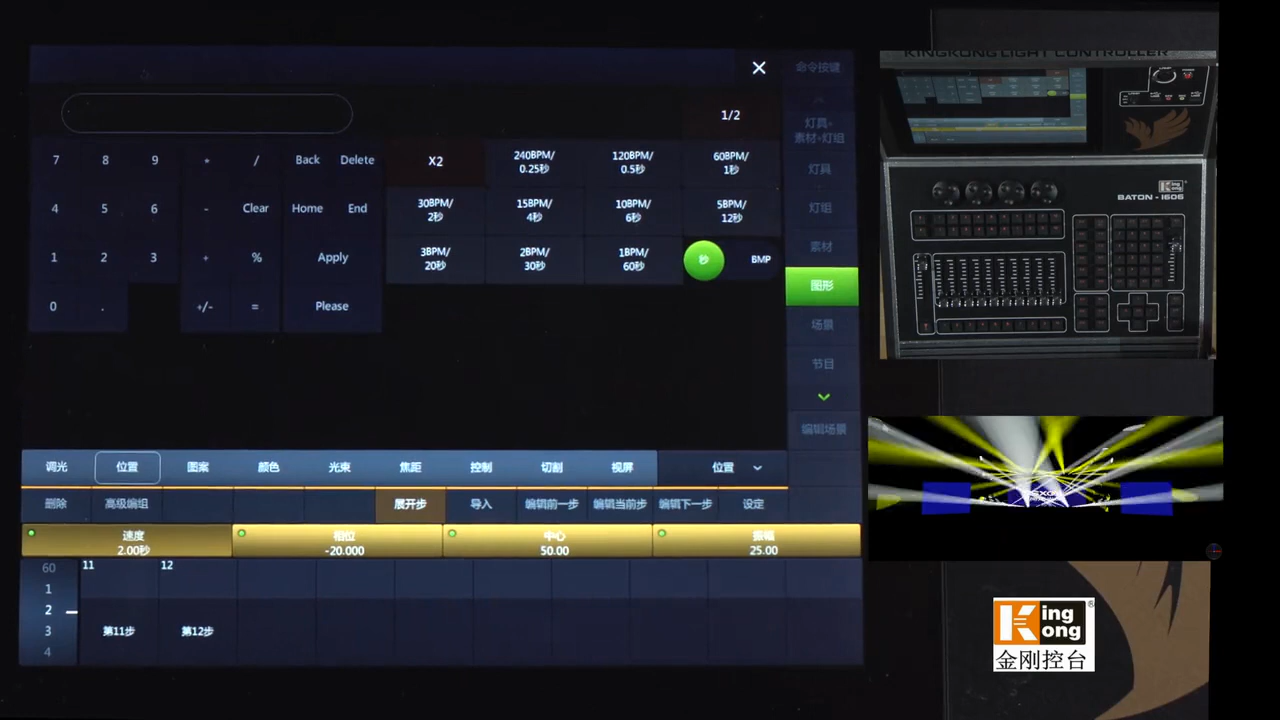 命令按键
1/2
7 8 9 * / Back Delete
X2
240BPM/
0.25秒
120BPM/
0.5秒
60BPM/
1秒
灯具+
素材+灯组
灯具
4 5 6 - Clear Home End
30BPM/
2秒
15BPM/
4秒
10BPM/
6秒
5BPM/
12秒
灯组
1 2 3 + % Apply
3BPM/
20秒
2BPM/
30秒
1BPM/
60秒
秒 BMP
素材
图形
0 . +/- = Please
场景
节目
编辑场景
调光 位置 图案 颜色 光束 焦距 控制 切割 视屏 位置
删除 高级编组 展开步 导入 编辑前一步 编辑当前步 编辑下一步 设定
速度
2.00秒
相位
-20.000
中心
50.00
振幅
25.00
60
1
2
3
4
11 12
第11步 第12步
KINGKONG LIGHT CONTROLLER
King Kong
BATON - 1606
King
Kong
®
金刚控台